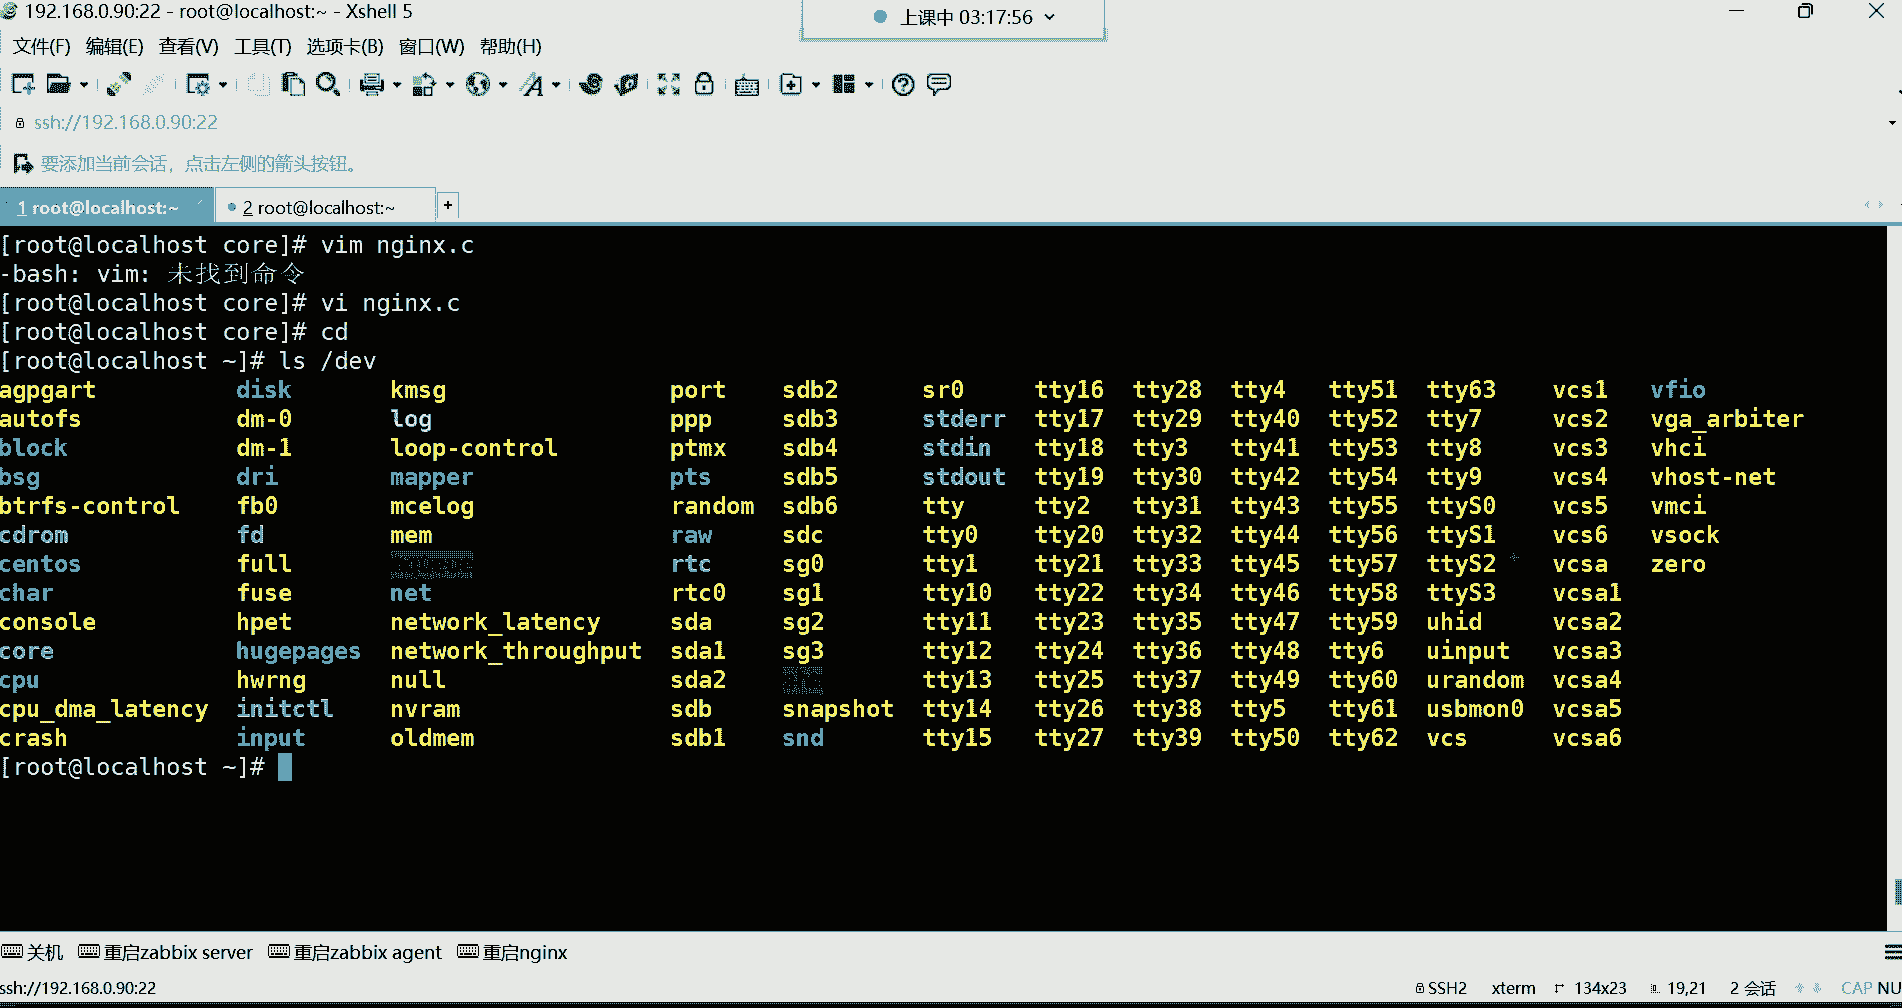 192.168.0.90:22 - root@localhost:~ - Xshell 5
上课中 03:17:56
文件(F) 编辑(E) 查看(V) 工具(T) 选项卡(B) 窗口(W) 帮助(H)
ssh://192.168.0.90:22
要添加当前会话，点击左侧的箭头按钮。
1 root@localhost:~ 2 root@localhost:~ +
[root@localhost core]# vim nginx.c
-bash: vim: 未找到命令
[root@localhost core]# vi nginx.c
[root@localhost core]# cd
[root@localhost ~]# ls /dev
agpgart disk kmsg port sdb2 sr0 tty16 tty28 tty4 tty51 tty63 vcs1 vfio
autofs dm-0 log ppp sdb3 stderr tty17 tty29 tty40 tty52 tty7 vcs2 vga_arbiter
block dm-1 loop-control ptmx sdb4 stdin tty18 tty3 tty41 tty53 tty8 vcs3 vhci
bsg dri mapper pts sdb5 stdout tty19 tty30 tty42 tty54 tty9 vcs4 vhost-net
btrfs-control fb0 mcelog random sdb6 tty tty2 tty31 tty43 tty55 ttyS0 vcs5 vmci
cdrom fd mem raw sdc tty0 tty20 tty32 tty44 tty56 ttyS1 vcs6 vsock
centos full rtc sg0 tty1 tty21 tty33 tty45 tty57 ttyS2 vcsa zero
char fuse net rtc0 sg1 tty10 tty22 tty34 tty46 tty58 ttyS3 vcsa1
console hpet network_latency sda sg2 tty11 tty23 tty35 tty47 tty59 uhid vcsa2
core hugepages network_throughput sda1 sg3 tty12 tty24 tty36 tty48 tty6 uinput vcsa3
cpu hwrng null sda2 tty13 tty25 tty37 tty49 tty60 urandom vcsa4
cpu_dma_latency initctl nvram sdb snapshot tty14 tty26 tty38 tty5 tty61 usbmon0 vcsa5
crash input oldmem sdb1 snd tty15 tty27 tty39 tty50 tty62 vcs vcsa6
[root@localhost ~]#
关机 重启zabbix server 重启zabbix agent 重启nginx
ssh://192.168.0.90:22 SSH2 xterm 134x23 19,21 2 会话 CAP NU